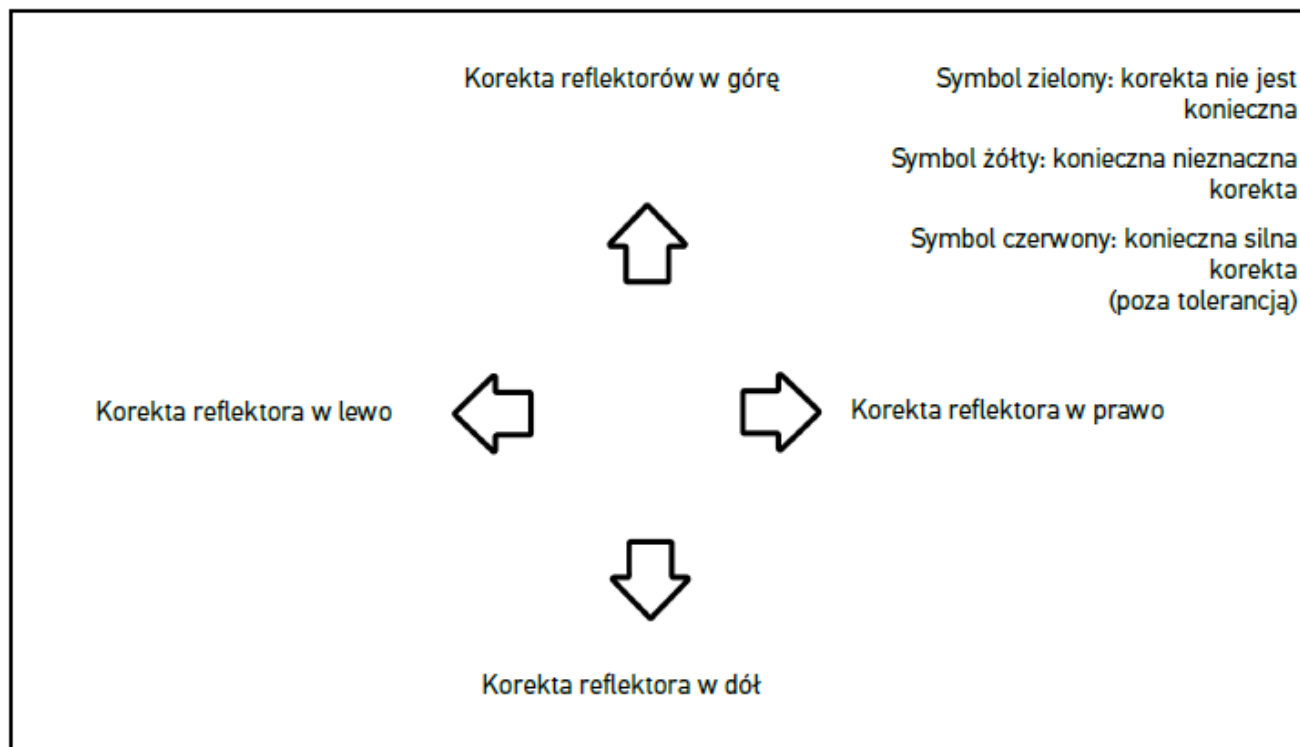 Korekta reflektorów w górę
Symbol zielony: korekta nie jest
konieczna
Symbol żółty: konieczna nieznaczna
korekta
Symbol czerwony: konieczna silna
korekta
(poza tolerancją)
Korekta reflektora w lewo
Korekta reflektora w prawo
Korekta reflektora w dół